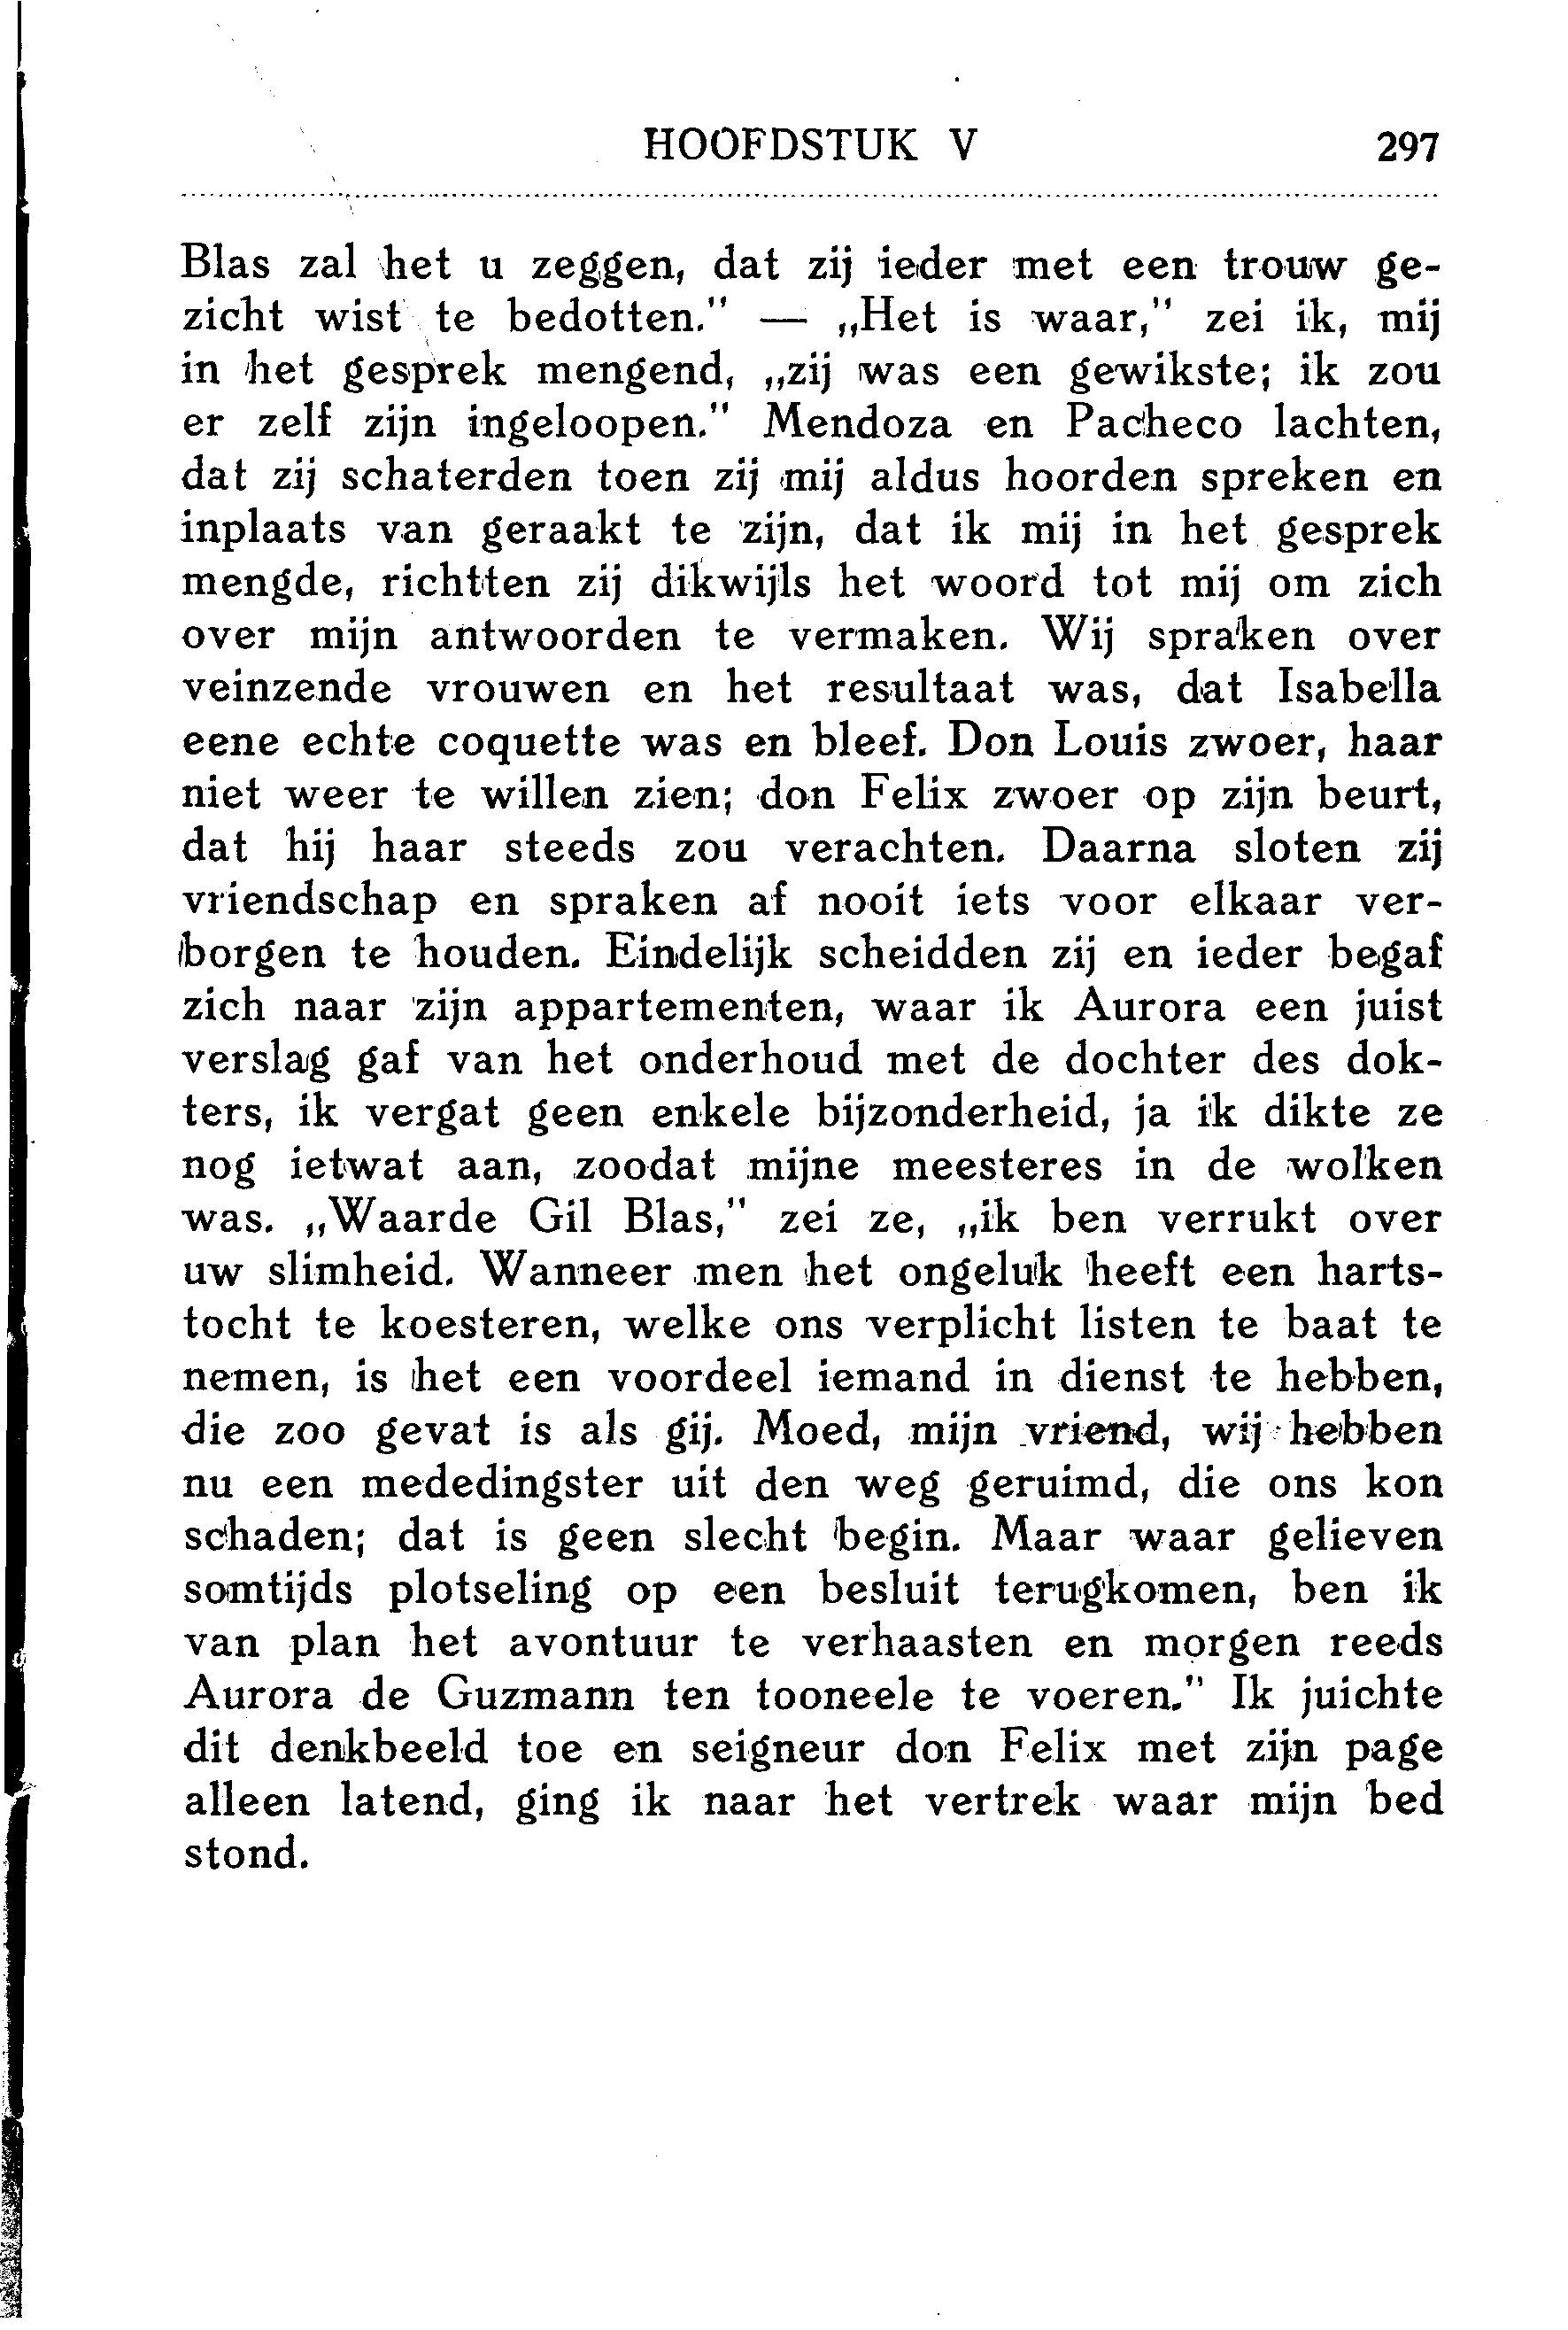 HOOFDSTUK V 297
Blas zal het u zeggen, dat zij ieder met een trouw ge-
zicht wist te bedotten." — „Het is waar," zei ik, mij
in het gesprek mengend, „zij was een gewikste; ik zou
er zelf zijn ingeloopen." Mendoza en Pacheco lachten,
dat zij schaterden toen zij mij aldus hoorden spreken en
inplaats van geraakt te zijn, dat ik mij in het gesprek
mengde, richtten zij dikwijls het woord tot mij om zich
over mijn antwoorden te vermaken. Wij spraken over
veinzende vrouwen en het resultaat was, dat Isabella
eene echte coquette was en bleef. Don Louis zwoer, haar
niet weer te willen zien; don Felix zwoer op zijn beurt,
dat hij haar steeds zou verachten. Daarna sloten zij
vriendschap en spraken af nooit iets voor elkaar ver-
borgen te houden. Eindelijk scheidden zij en ieder begaf
zich naar zijn appartementen, waar ik Aurora een juist
verslag gaf van het onderhoud met de dochter des dok-
ters, ik vergat geen enkele bijzonderheid, ja ik dikte ze
nog ietwat aan, zoodat mijne meesteres in de wolken
was. „Waarde Gil Blas," zei ze, „ik ben verrukt over
uw slimheid. Wanneer men het ongeluk heeft een harts-
tocht te koesteren, welke ons verplicht listen te baat te
nemen, is het een voordeel iemand in dienst te hebben,
die zoo gevat is als gij. Moed, mijn vriend, wij hebben
nu een mededingster uit den weg geruimd, die ons kon
schaden; dat is geen slecht begin. Maar waar gelieven
somtijds plotseling op een besluit terugkomen, ben ik
van plan het avontuur te verhaasten en morgen reeds
Aurora de Guzmann ten tooneele te voeren." Ik juichte
dit denkbeeld toe en seigneur don Felix met zijn page
alleen latend, ging ik naar het vertrek waar mijn bed
stond.